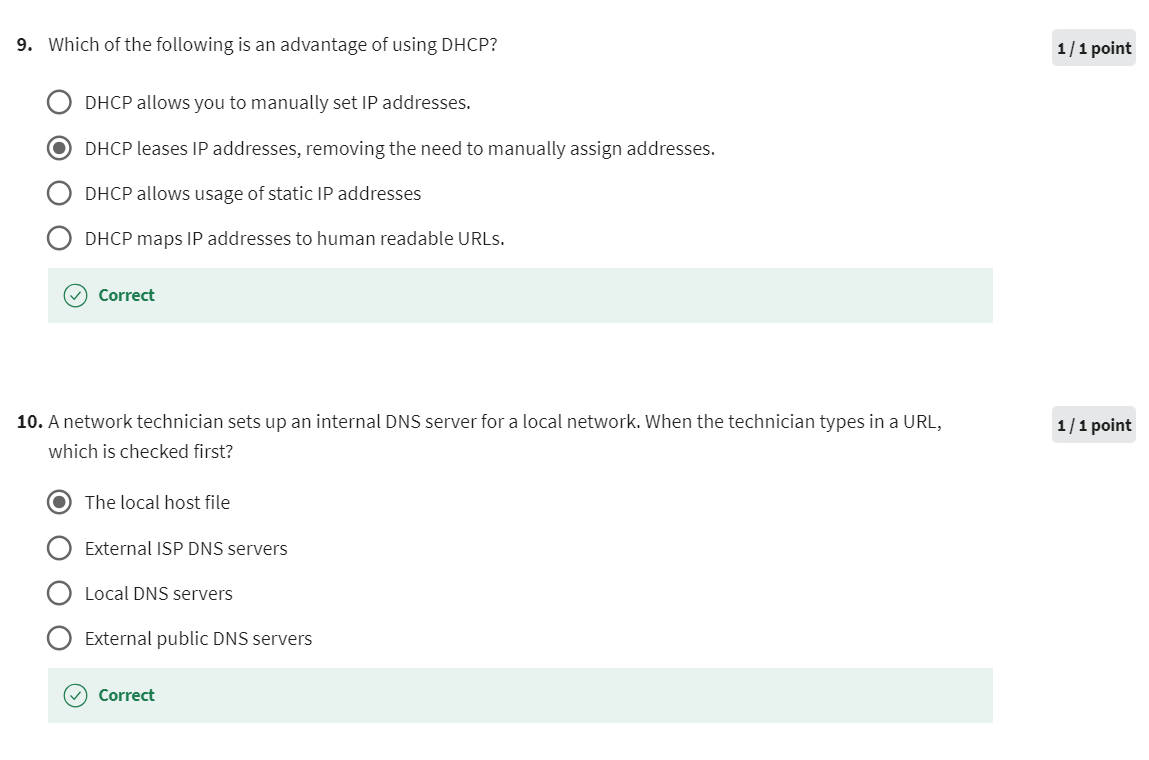 9. Which of the following is an advantage of using DHCP?
1 / 1 point
DHCP allows you to manually set IP addresses.
DHCP leases IP addresses, removing the need to manually assign addresses.
DHCP allows usage of static IP addresses
DHCP maps IP addresses to human readable URLs.
Correct
10. A network technician sets up an internal DNS server for a local network. When the technician types in a URL,
which is checked first?
1 / 1 point
The local host file
External ISP DNS servers
Local DNS servers
External public DNS servers
Correct